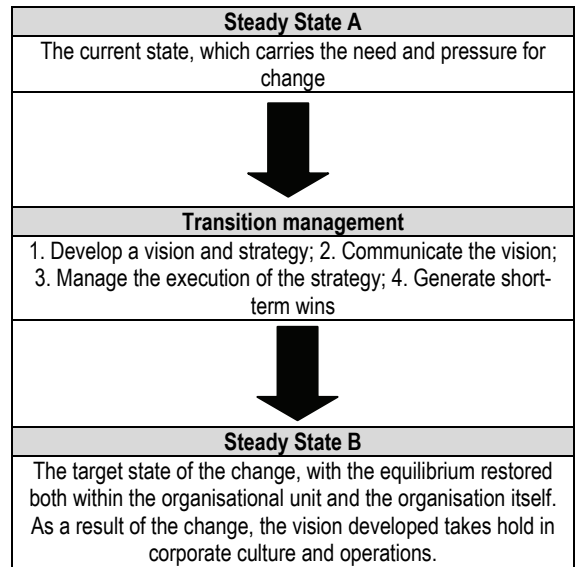 Steady State A
The current state, which carries the need and pressure for
change
Transition management
1. Develop a vision and strategy; 2. Communicate the vision;
3. Manage the execution of the strategy; 4. Generate short-
term wins
Steady State B
The target state of the change, with the equilibrium restored
both within the organisational unit and the organisation itself.
As a result of the change, the vision developed takes hold in
corporate culture and operations.